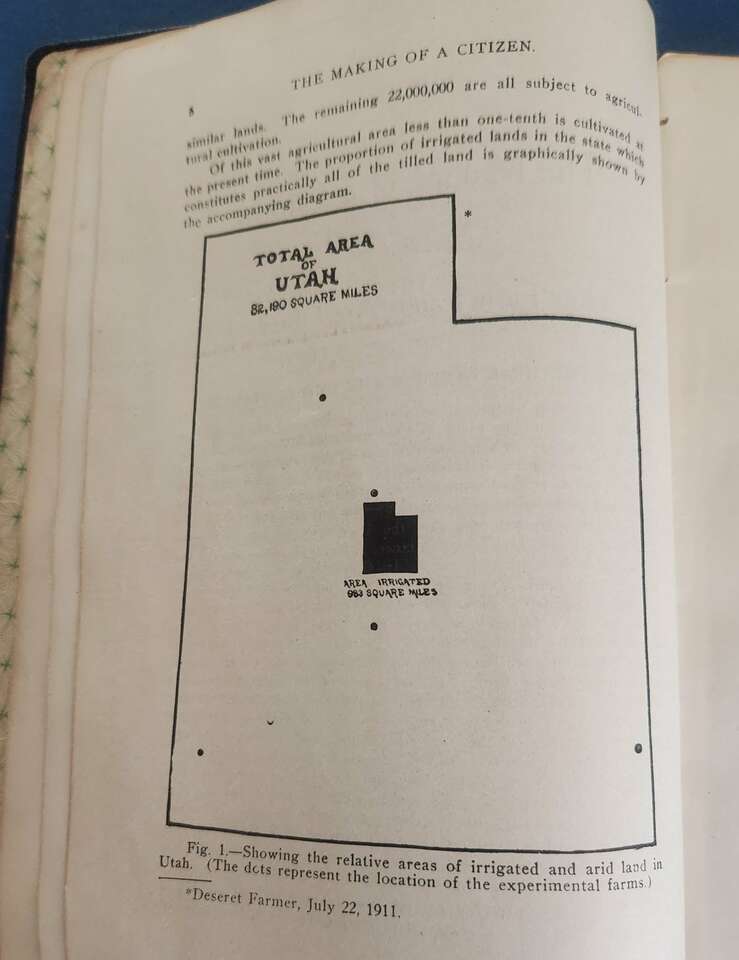 8
THE MAKING OF A CITIZEN.
similar lands. The remaining 22,000,000 are all subject to agricul-
tural cultivation.
Of this vast agricultural area less than one-tenth is cultivated at
the present time. The proportion of irrigated lands in the state which
constitutes practically all of the tilled land is graphically shown by
the accompanying diagram.
*
TOTAL AREA
OF
UTAH
82,190 SQUARE MILES
AREA IRRIGATED
983 SQUARE MILES
Fig. 1.—Showing the relative areas of irrigated and arid land in
Utah. (The dots represent the location of the experimental farms.)
*Deseret Farmer, July 22, 1911.